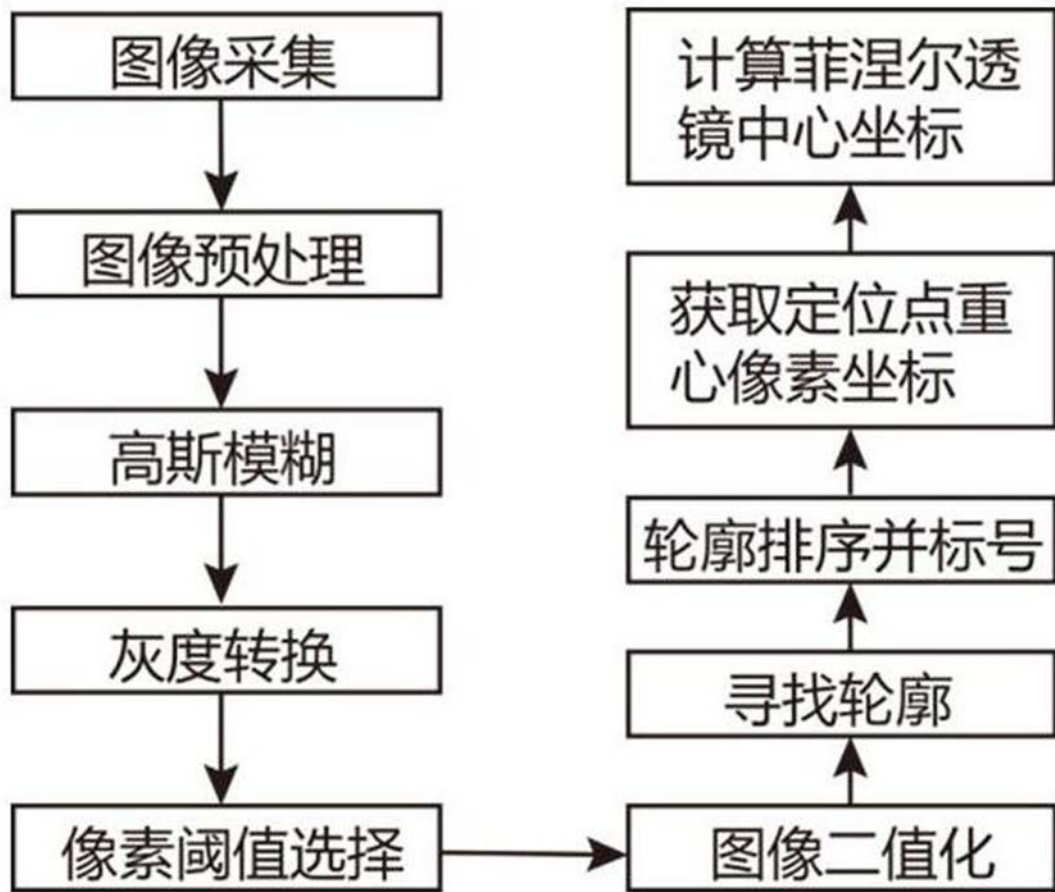 图像采集
图像预处理
高斯模糊
灰度转换
像素阈值选择
图像二值化
寻找轮廓
轮廓排序并标号
获取定位点重
心像素坐标
计算菲涅尔透
镜中心坐标